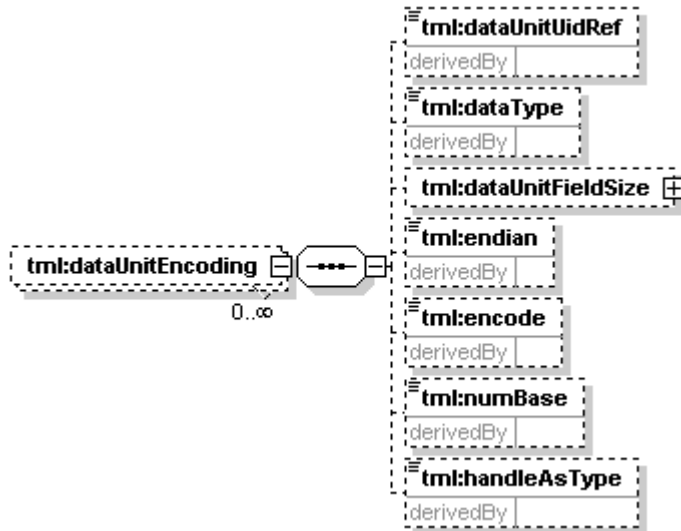 tml:dataUnitUidRef
derivedBy
tml:dataType
derivedBy
tml:dataUnitFieldSize
tml:endian
derivedBy
tml:dataUnitEncoding
0..∞
tml:encode
derivedBy
tml:numBase
derivedBy
tml:handleAsType
derivedBy